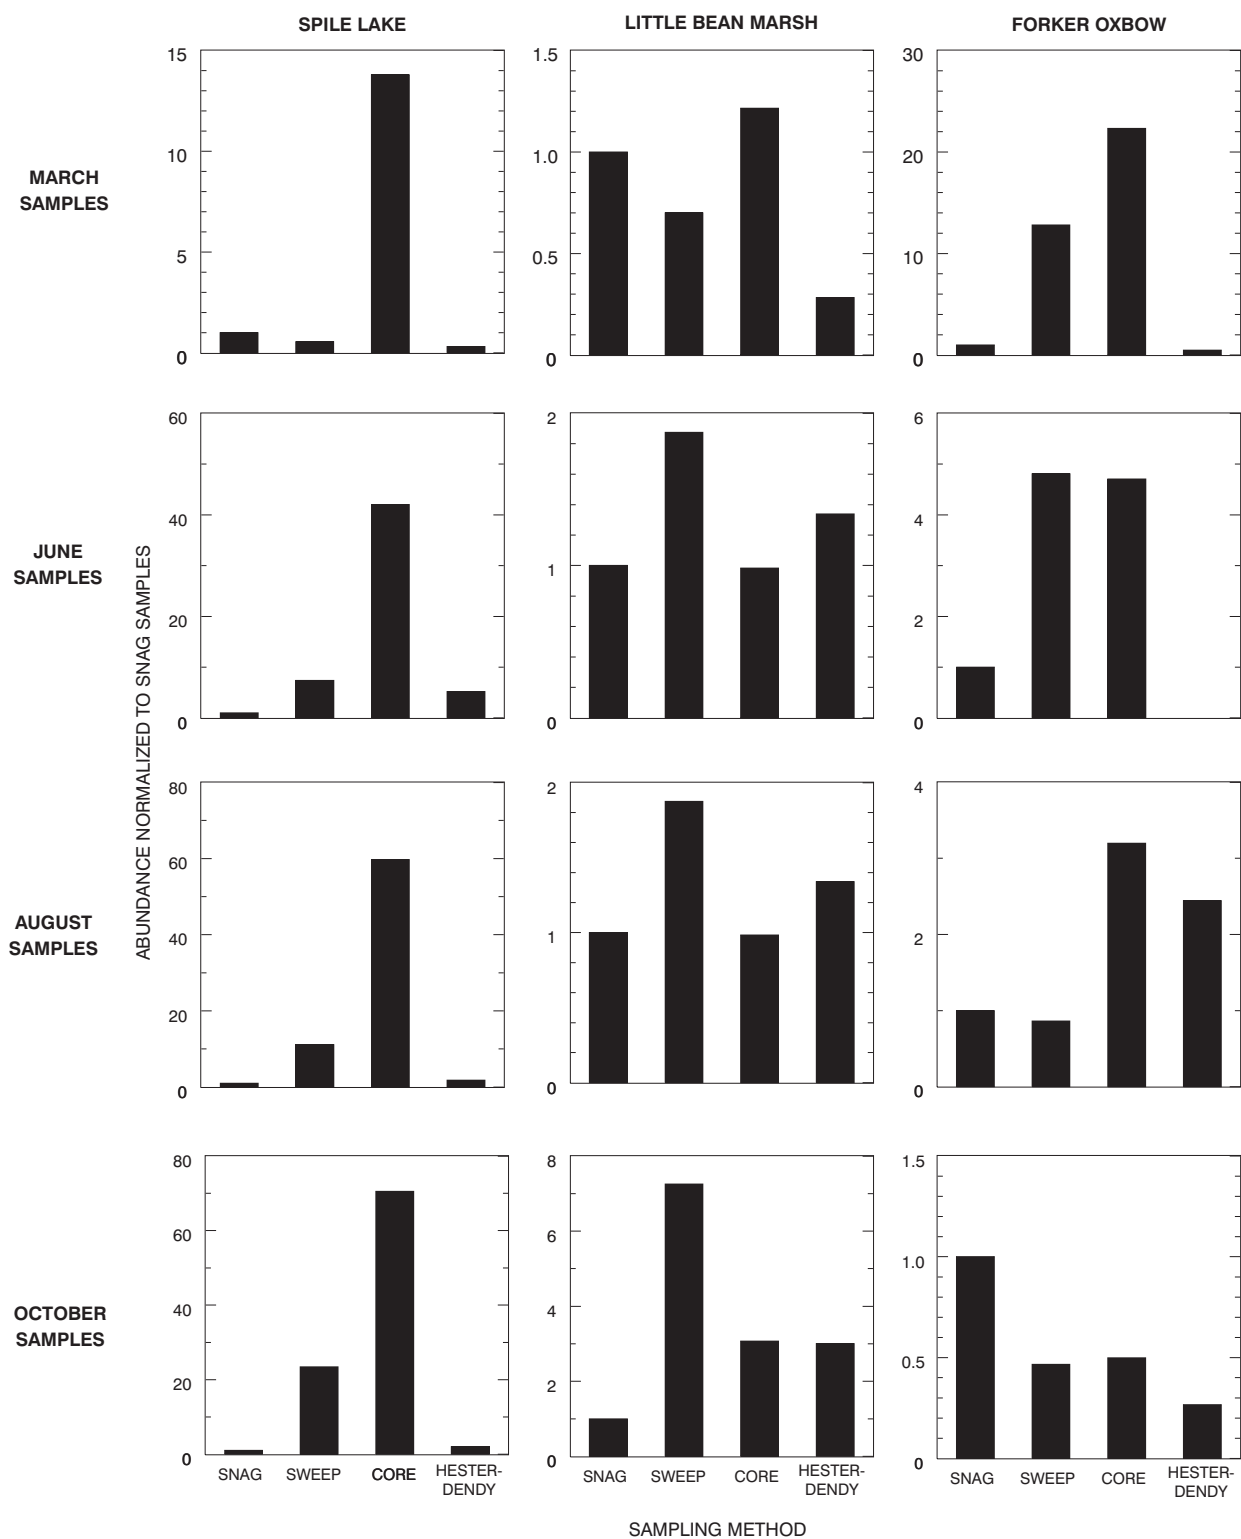 SPILE LAKE
LITTLE BEAN MARSH
FORKER OXBOW
MARCH
SAMPLES
15
10
5
0
1.5
1.0
0.5
0
30
20
10
0
JUNE
SAMPLES
60
40
20
0
2
1
0
6
4
2
0
ABUNDANCE NORMALIZED TO SNAG SAMPLES
AUGUST
SAMPLES
80
60
40
20
0
2
1
0
4
2
0
OCTOBER
SAMPLES
80
60
40
20
0
8
6
4
2
0
1.5
1.0
0.5
0
SNAG SWEEP CORE HESTER-
DENDY
SNAG SWEEP CORE HESTER-
DENDY
SNAG SWEEP CORE HESTER-
DENDY
SAMPLING METHOD